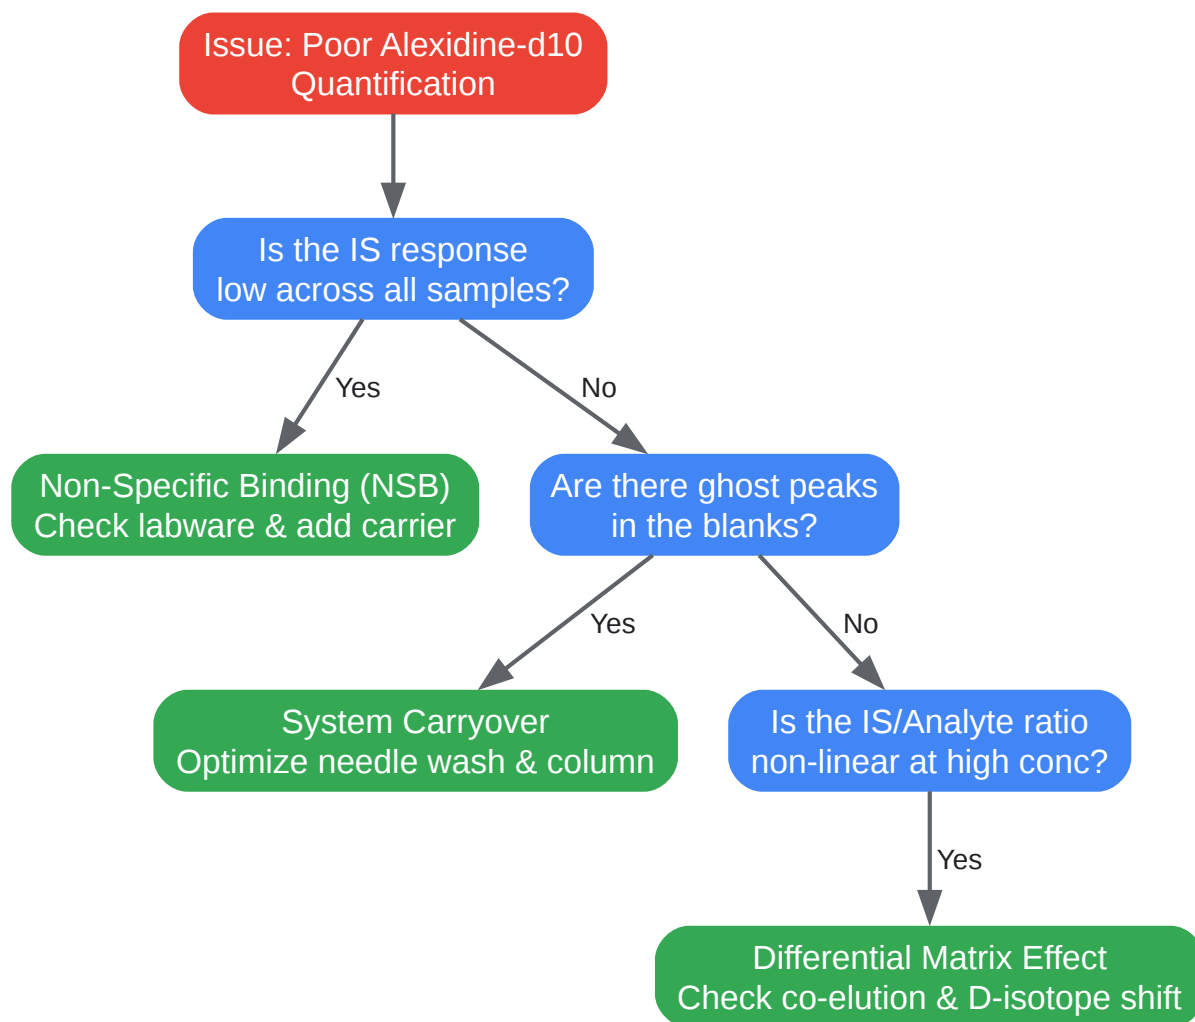 Issue: Poor Alexidine-d10
Quantification
Is the IS response
low across all samples?
Yes
No
Non-Specific Binding (NSB)
Check labware & add carrier
Are there ghost peaks
in the blanks?
Yes
No
System Carryover
Optimize needle wash & column
Is the IS/Analyte ratio
non-linear at high conc?
Yes
Differential Matrix Effect
Check co-elution & D-isotope shift